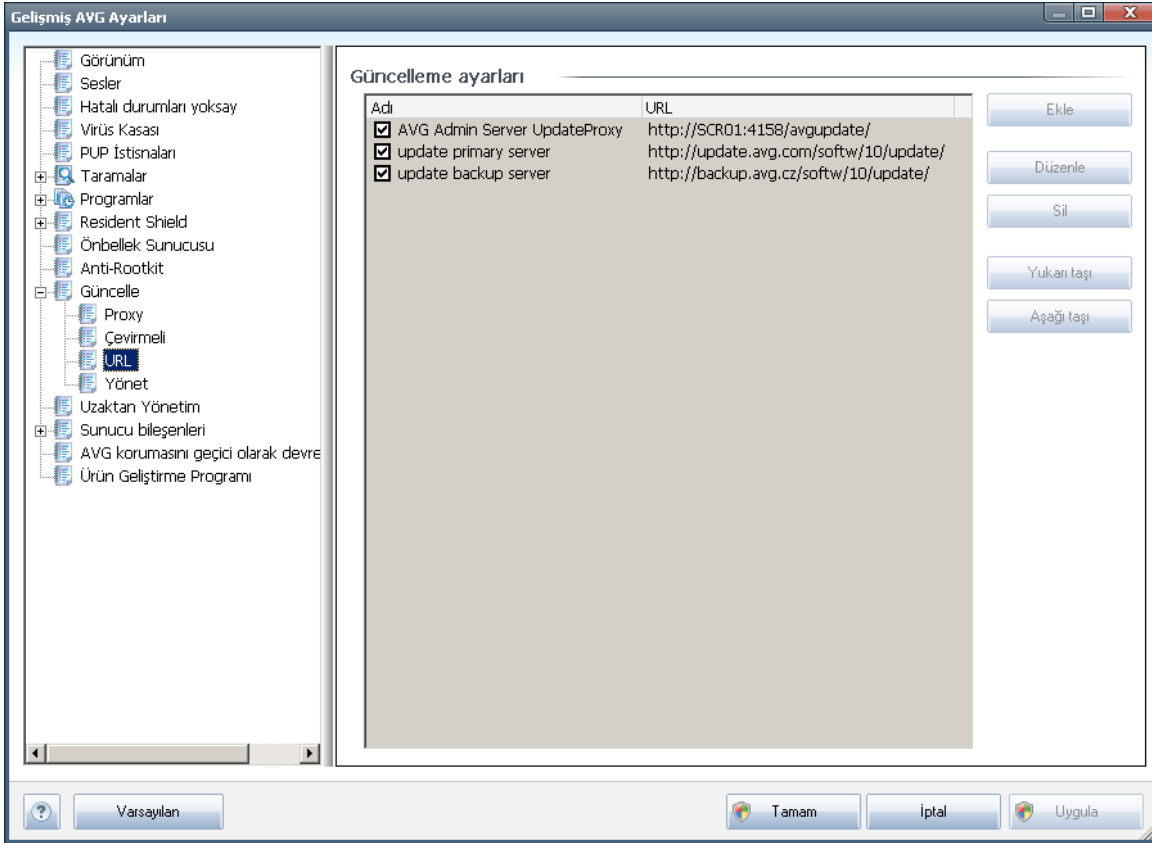 Gelişmiş AVG Ayarları
Görünüm
Sesler
Hatalı durumları yoksay
Virüs Kasası
PUP İstisnaları
Taramalar
Programlar
Resident Shield
Önbellek Sunucusu
Anti-Rootkit
Güncelle
Proxy
Çevirmeli
URL
Yönet
Uzaktan Yönetim
Sunucu bileşenleri
AVG korumasını geçici olarak devre
Ürün Geliştirme Programı
Güncelleme ayarları
Adı URL
AVG Admin Server UpdateProxy http://SCR01:4158/avgupdate/
update primary server http://update.avg.com/softw/10/update/
update backup server http://backup.avg.cz/softw/10/update/
Ekle
Düzenle
Sil
Yukarı taşı
Aşağı taşı
? Varsayılan Tamam İptal Uygula